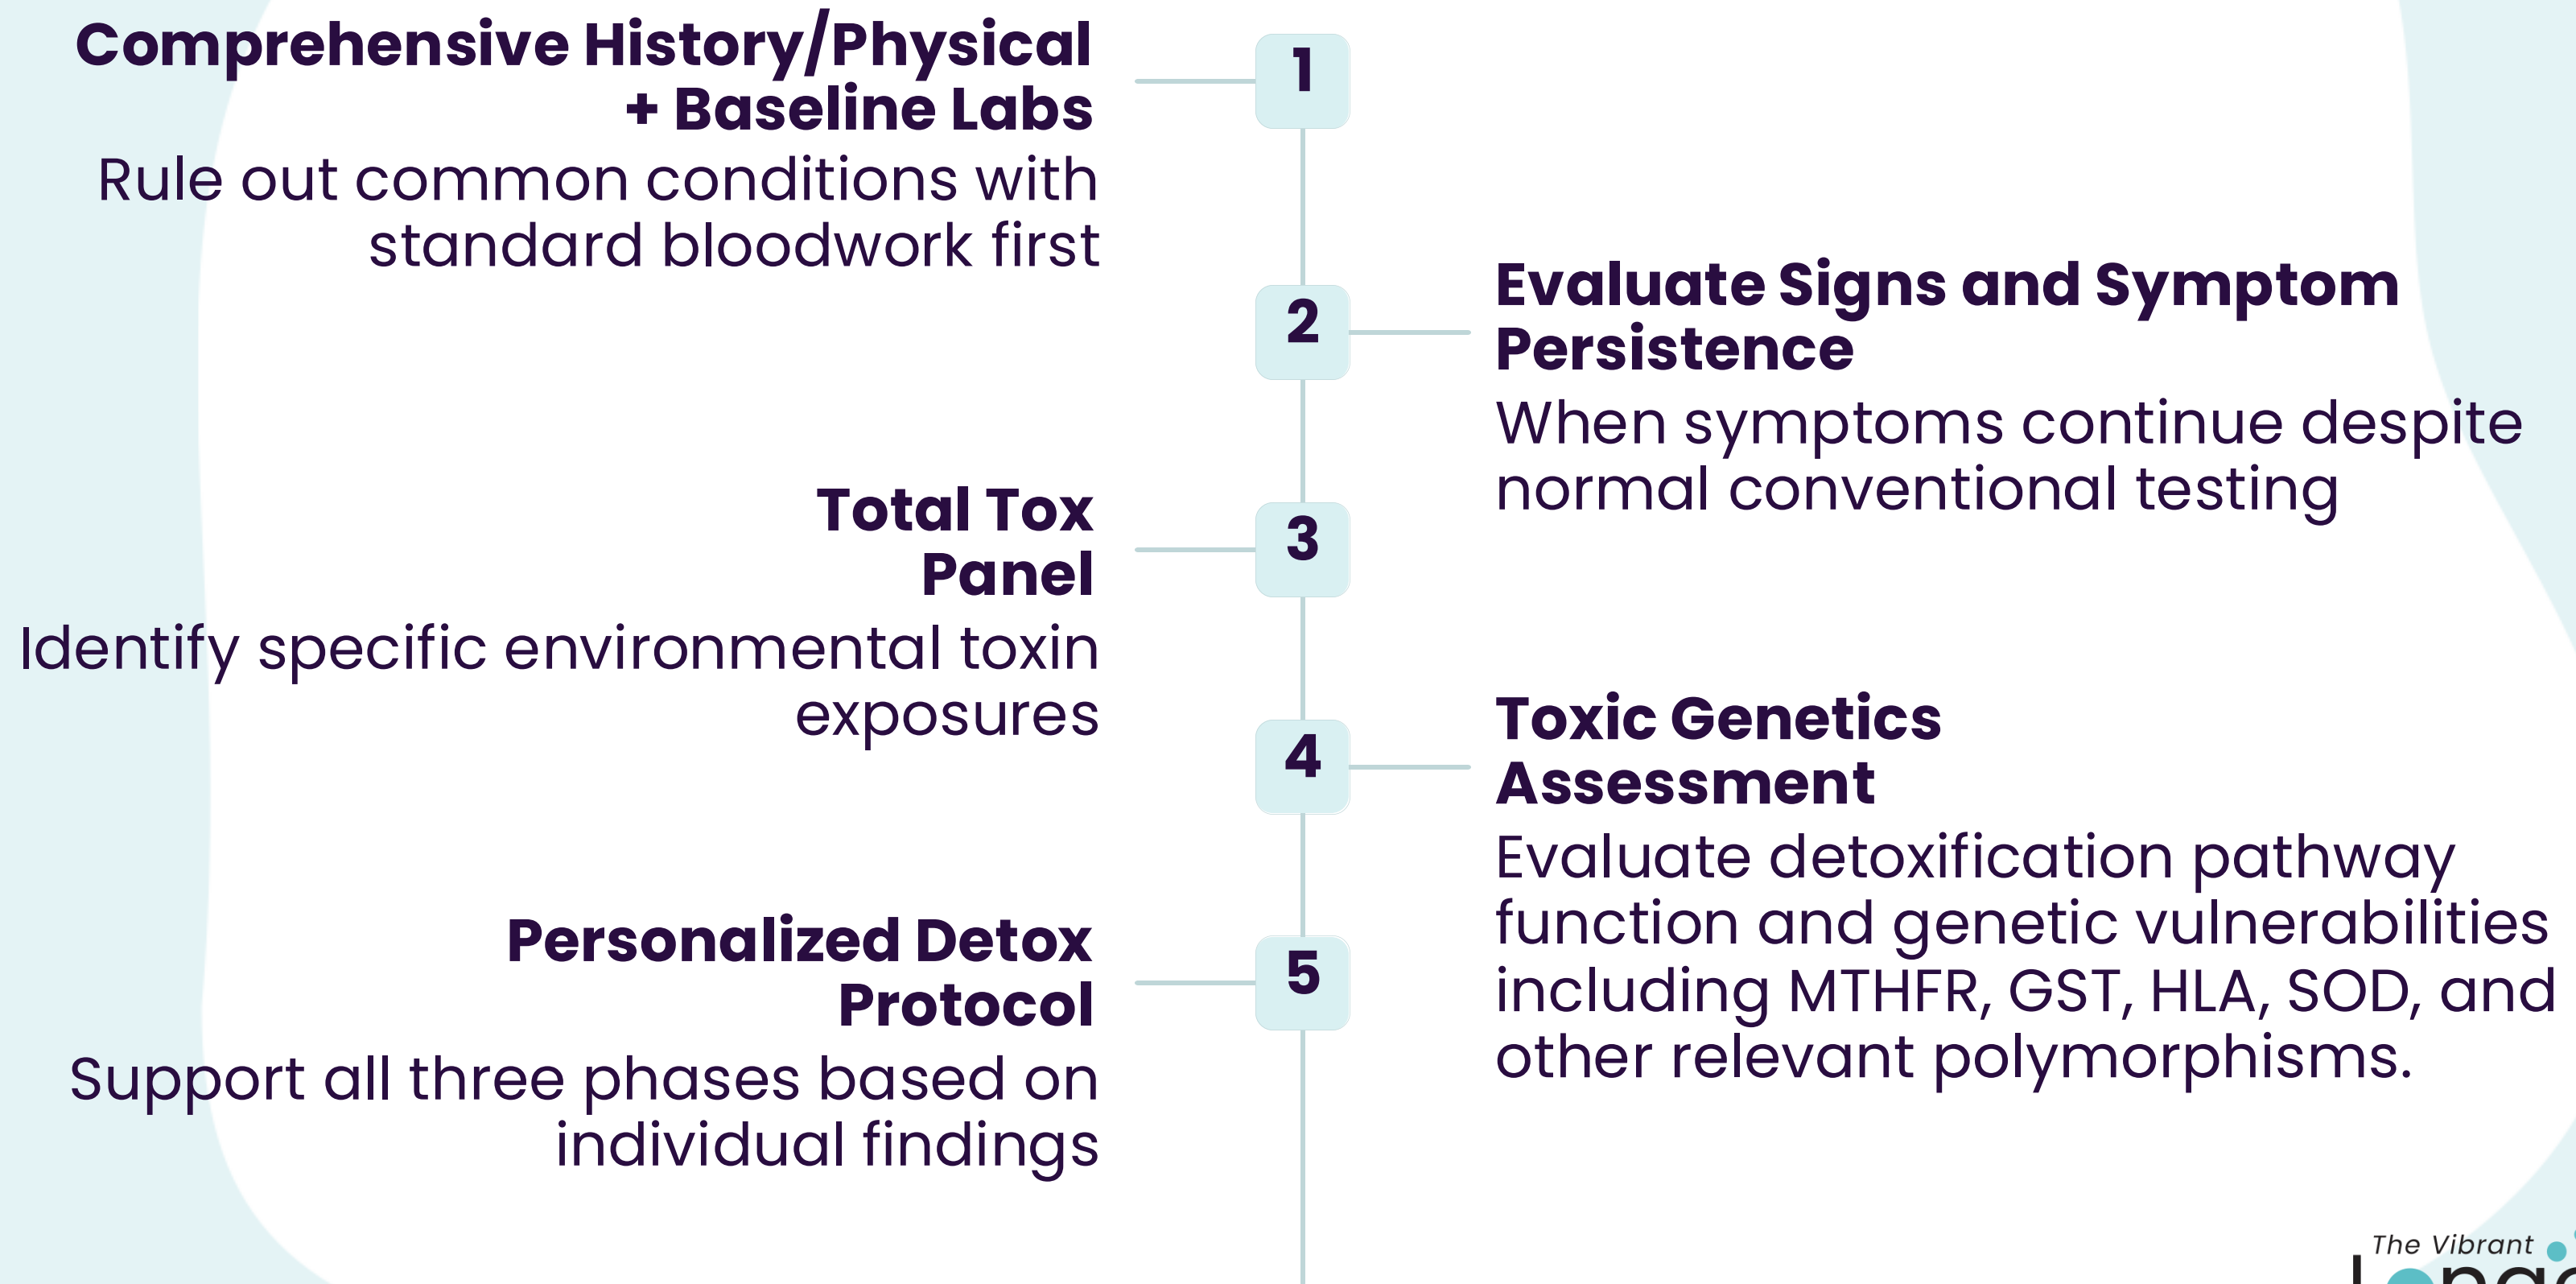 Comprehensive History/Physical
+ Baseline Labs
Rule out common conditions with
standard bloodwork first
1
2
Evaluate Signs and Symptom
Persistence
When symptoms continue despite
normal conventional testing
Total Tox
Panel
Identify specific environmental toxin
exposures
3
4
Toxic Genetics
Assessment
Evaluate detoxification pathway
function and genetic vulnerabilities
including MTHFR, GST, HLA, SOD, and
other relevant polymorphisms.
Personalized Detox
Protocol
Support all three phases based on
individual findings
5
The Vibrant